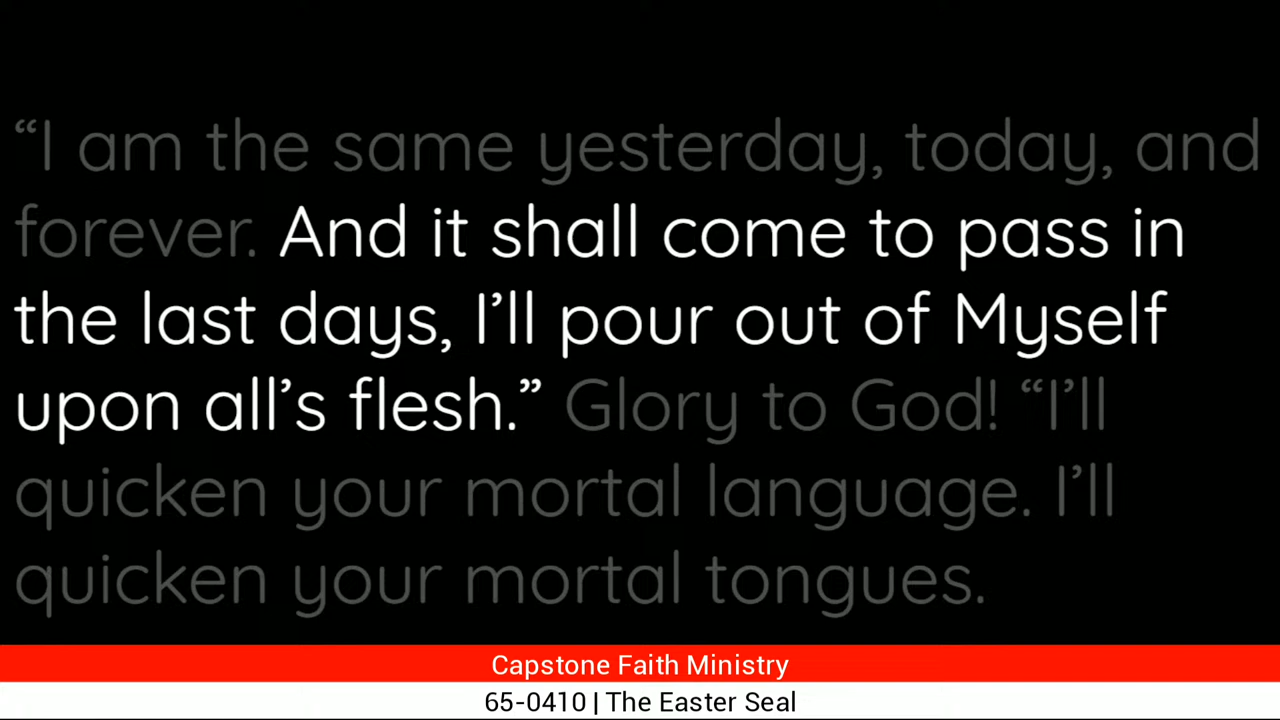 “I am the same yesterday, today, and
forever. And it shall come to pass in
the last days, I’ll pour out of Myself
upon all’s flesh.” Glory to God! “I’ll
quicken your mortal language. I’ll
quicken your mortal tongues.
Capstone Faith Ministry
65-0410 | The Easter Seal